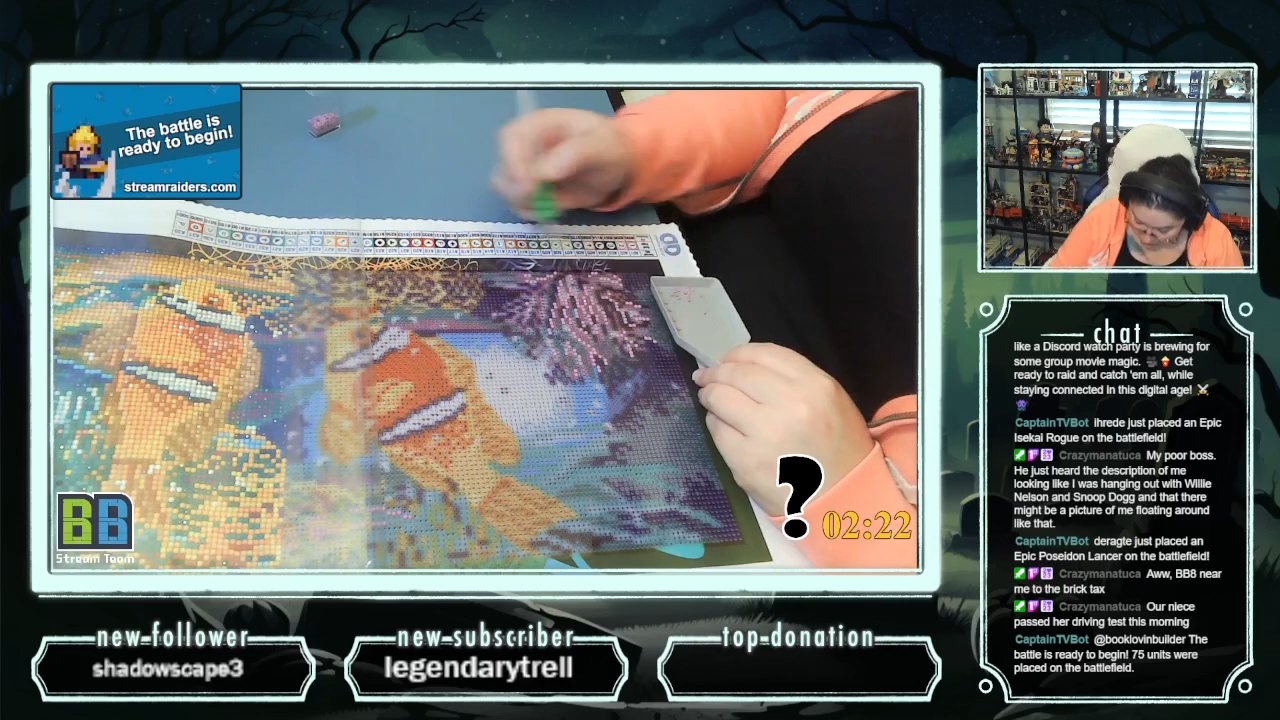 The battle is
ready to begin!
streamraiders.com
BB
Stream Team
?
02:22
chat
like a Discord watch party is brewing for
some group movie magic. 🎥🍿 Get
ready to raid and catch 'em all, while
staying connected in this digital age! ⚔️
👾
CaptainTVBot lhrede just placed an Epic
Isekai Rogue on the battlefield!
Crazymanatuca My poor boss.
He just heard the description of me
looking like I was hanging out with Willie
Nelson and Snoop Dogg and that there
might be a picture of me floating around
like that.
CaptainTVBot deragte just placed an
Epic Poseidon Lancer on the battlefield!
Crazymanatuca Aww, BB8 near
me to the brick tax
Crazymanatuca Our niece
passed her driving test this morning
CaptainTVBot @booklovinbuilder The
battle is ready to begin! 75 units were
placed on the battlefield.
new follower
shadowscape3
new subscriber
legendarytrell
top donation